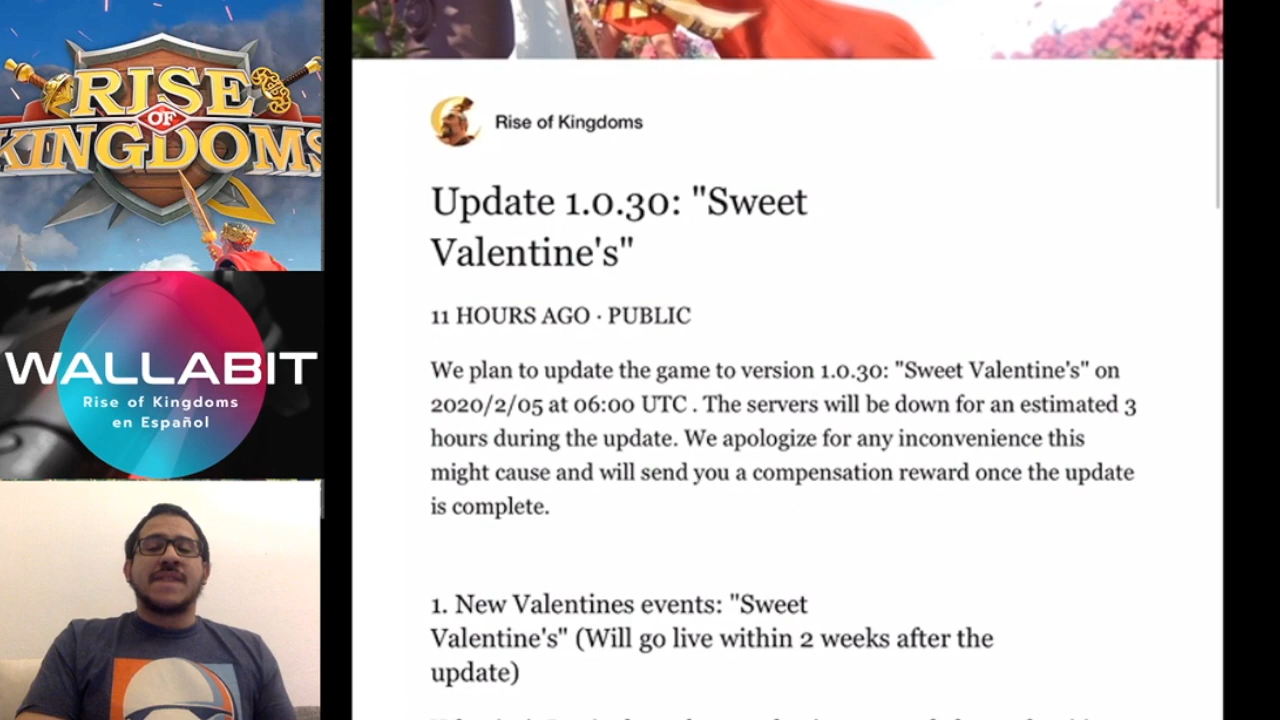 RISE
OF
KINGDOMS
WALLABIT
Rise of Kingdoms
en Español
Rise of Kingdoms
Update 1.0.30: "Sweet
Valentine's"
11 HOURS AGO · PUBLIC
We plan to update the game to version 1.0.30: "Sweet Valentine's" on
2020/2/05 at 06:00 UTC . The servers will be down for an estimated 3
hours during the update. We apologize for any inconvenience this
might cause and will send you a compensation reward once the update
is complete.
1. New Valentines events: "Sweet
Valentine's" (Will go live within 2 weeks after the
update)